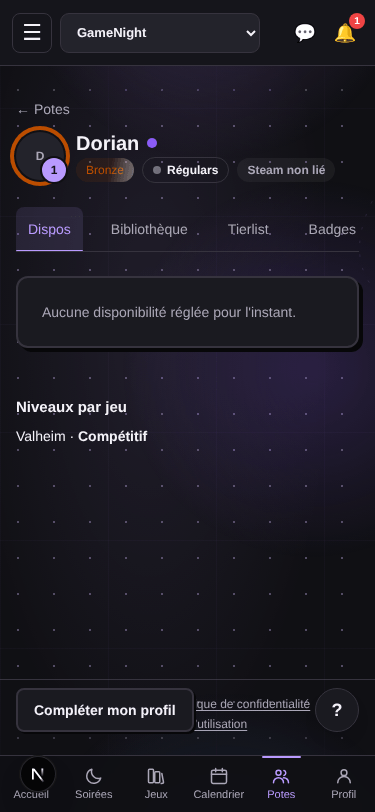 GameNight
1
← Potes
D
1
Dorian
Bronze
Régulars
Steam non lié
Dispos
Bibliothèque
Tierlist
Badges
Aucune disponibilité réglée pour l'instant.
Niveaux par jeu
Valheim · Compétitif
Compléter mon profil
de confidentialité
utilisation
?
N
Accueil
Soirées
Jeux
Calendrier
Potes
Profil